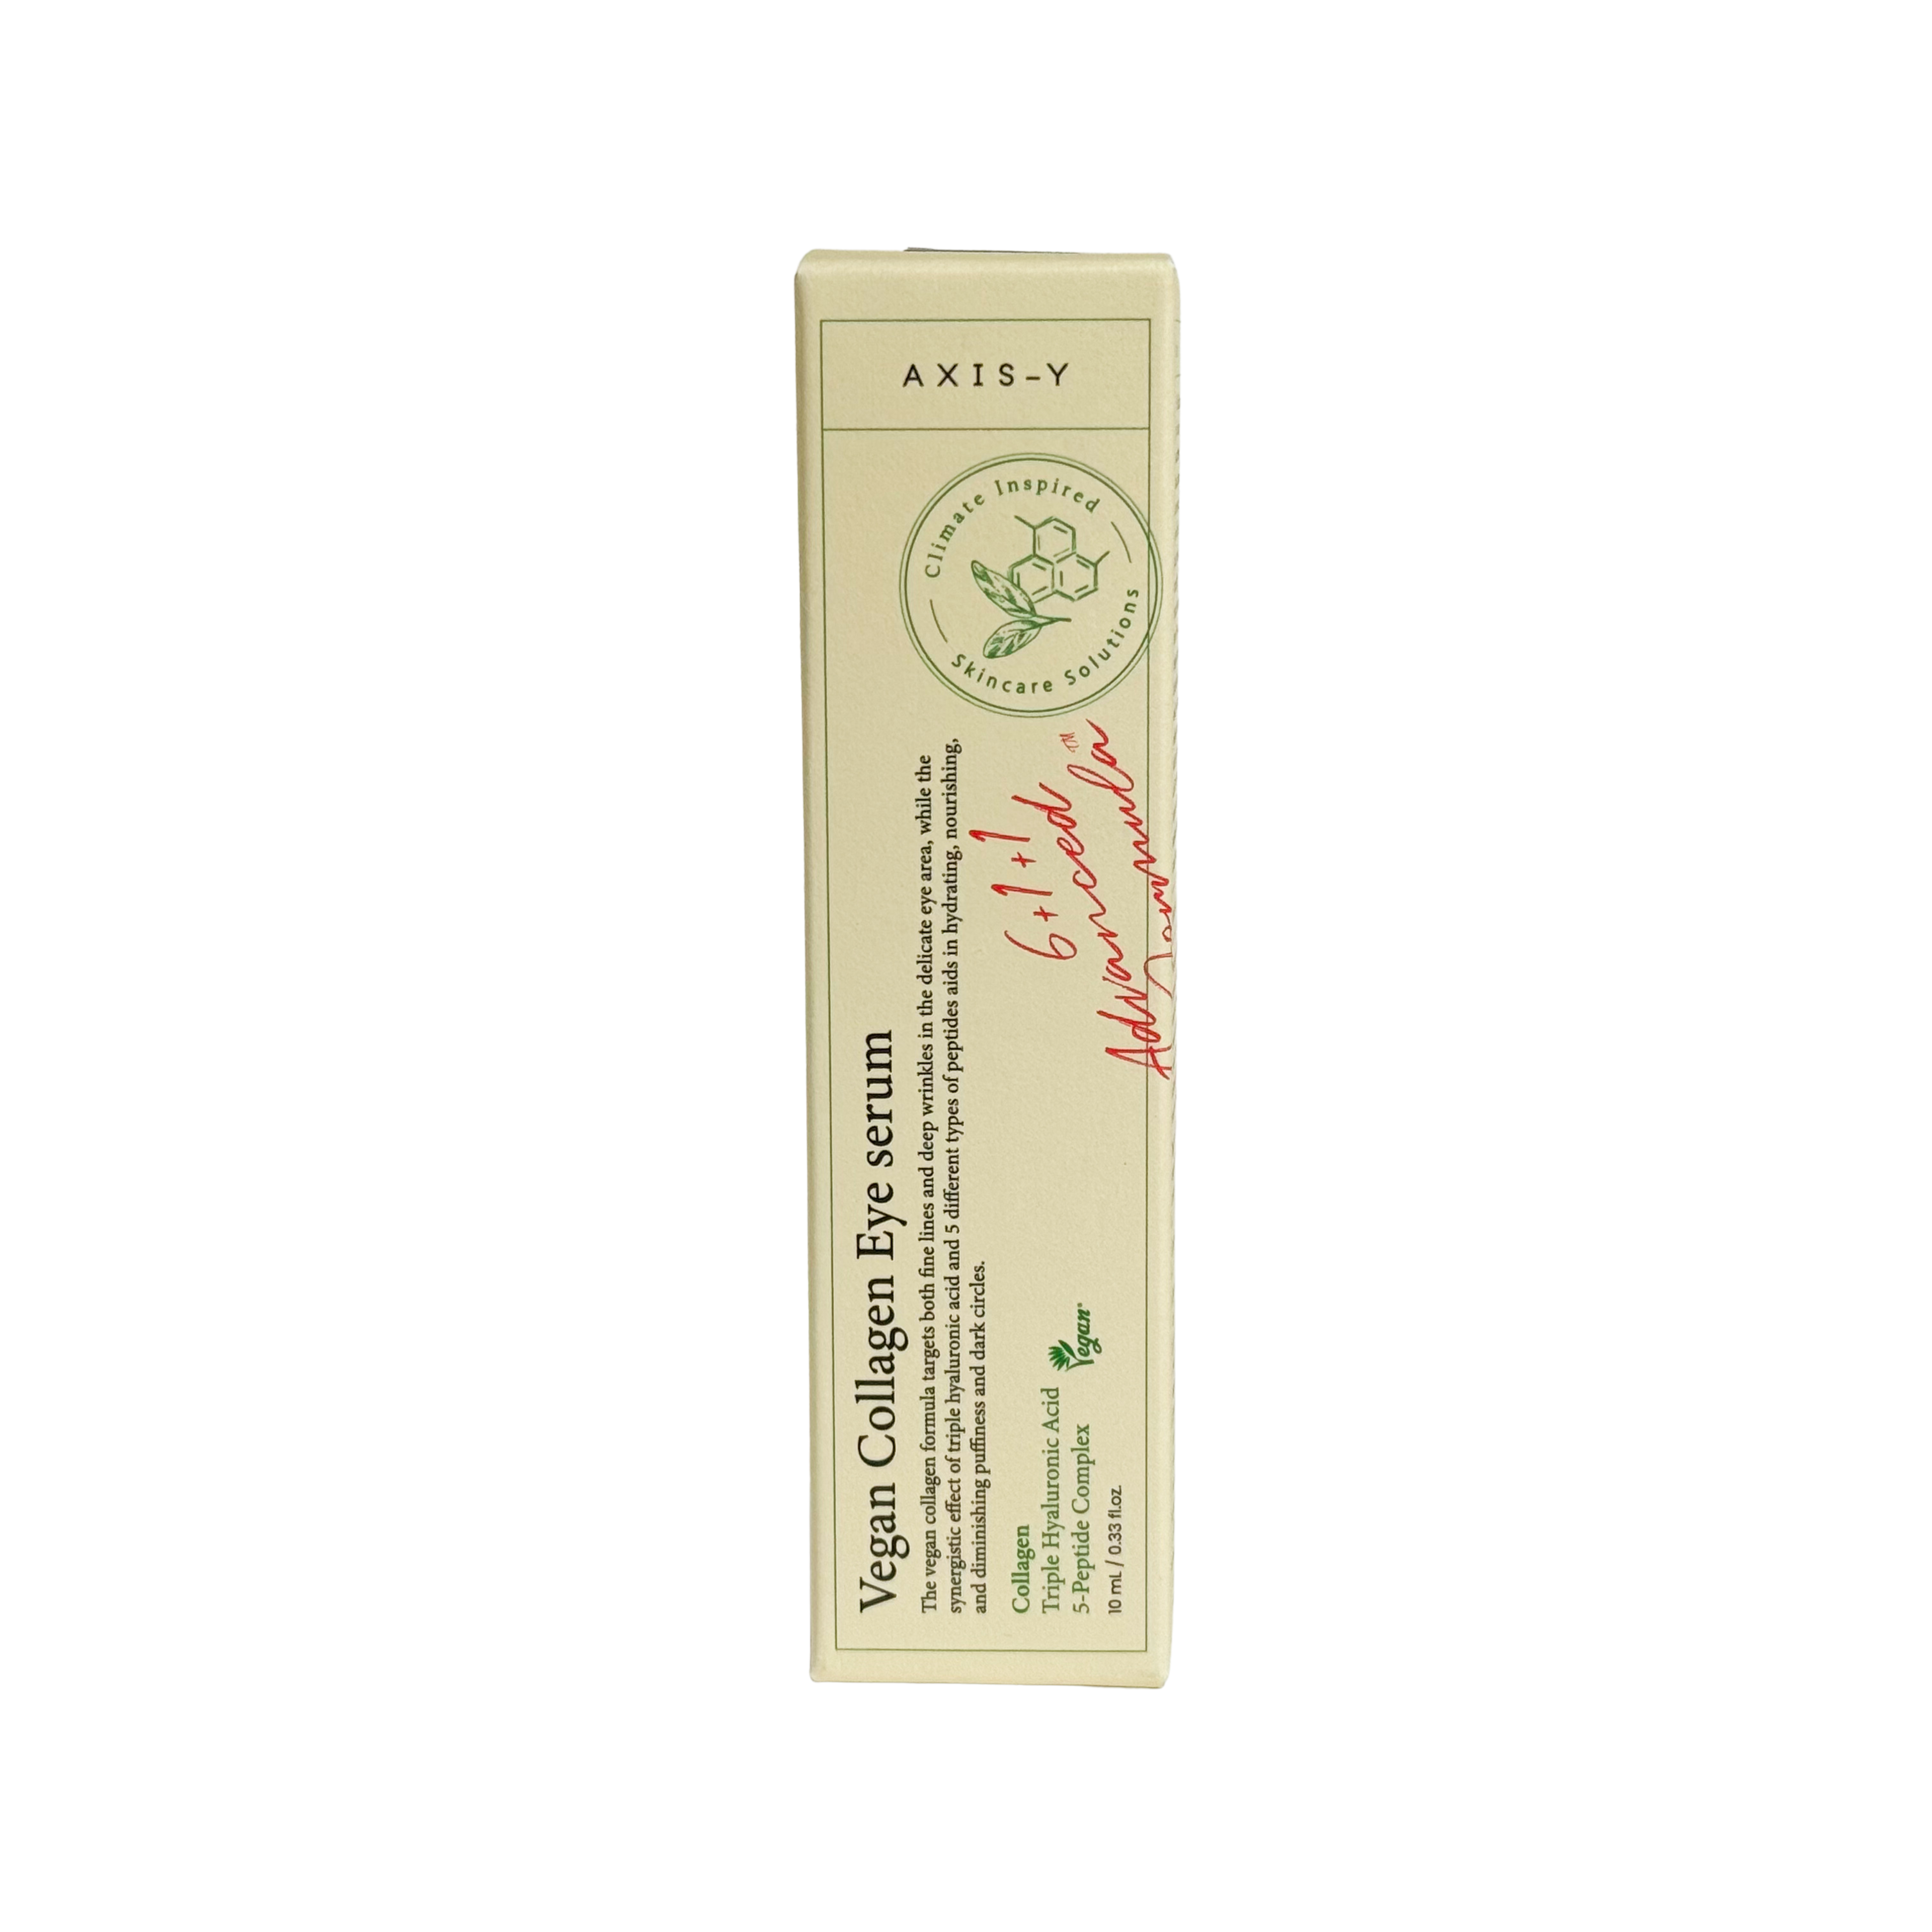 AXIS-Y
Climate Inspired
Skincare Solutions
Vegan Collagen Eye serum
The vegan collagen formula targets both fine lines and deep wrinkles in the delicate eye area, while the
synergistic effect of triple hyaluronic acid and 5 different types of peptides aids in hydrating, nourishing,
and diminishing puffiness and dark circles.
6+1+1
Advanced
Formula™
Collagen
Triple Hyaluronic Acid
5-Peptide Complex
Vegan®
10 mL / 0.33 fl.oz.